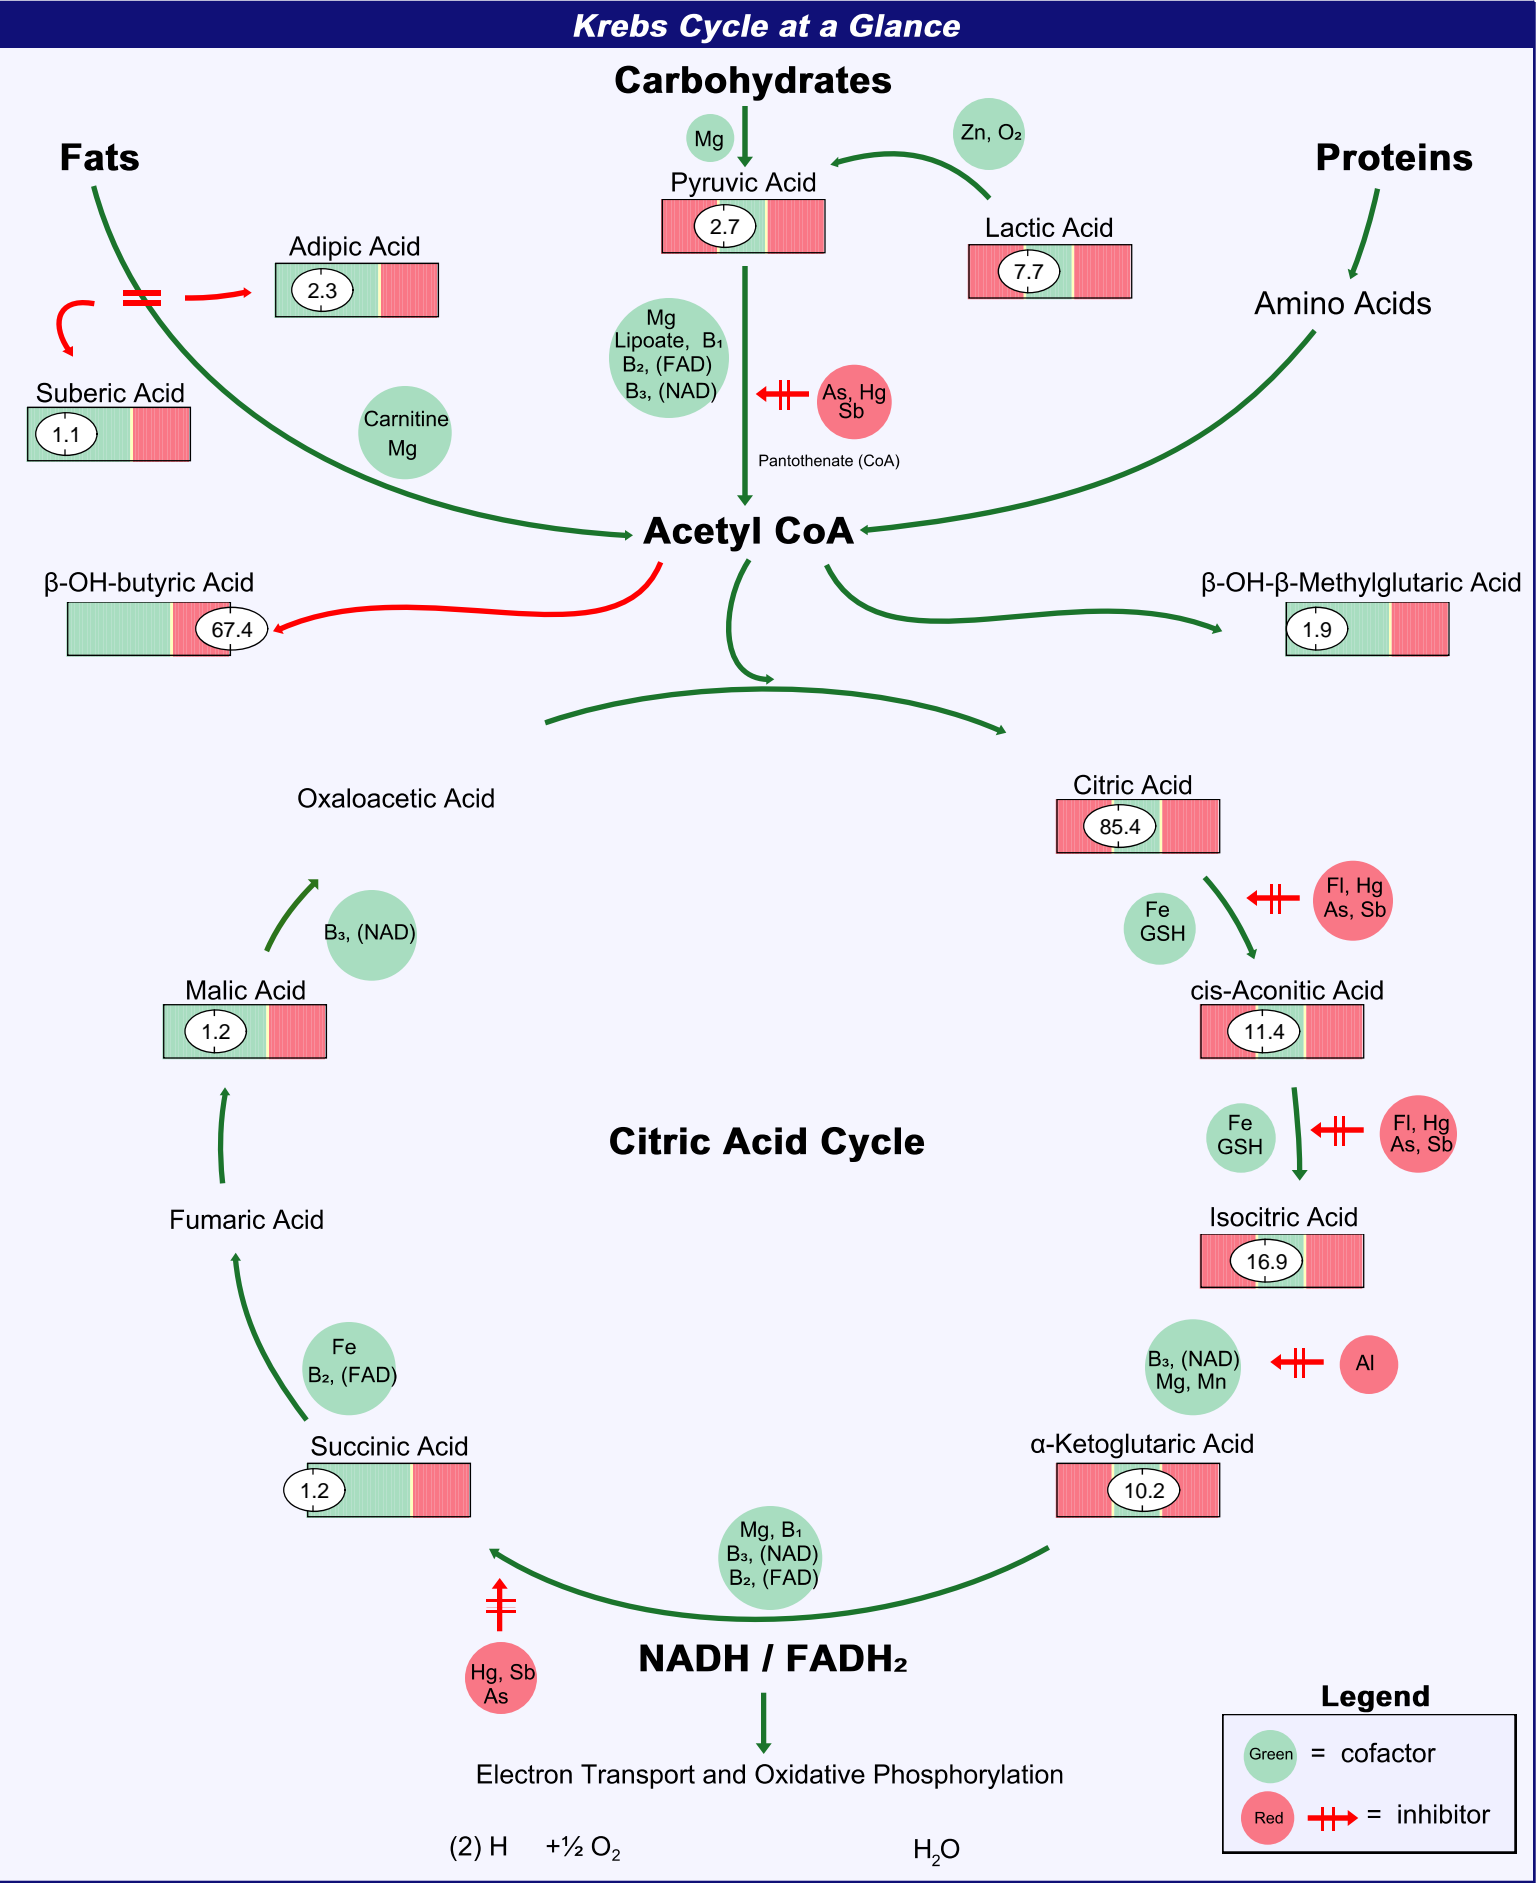 Krebs Cycle at a Glance
Carbohydrates
Mg
Zn, O₂
Fats
Proteins
Pyruvic Acid
2.7
Lactic Acid
7.7
Adipic Acid
2.3
Amino Acids
Suberic Acid
1.1
Carnitine
Mg
Mg
Lipoate, B₁
B₂, (FAD)
B₃, (NAD)
As, Hg
Sb
Pantothenate (CoA)
Acetyl CoA
β-OH-butyric Acid
67.4
β-OH-β-Methylglutaric Acid
1.9
Oxaloacetic Acid
Citric Acid
85.4
Fe
GSH
Fl, Hg
As, Sb
B₃, (NAD)
Malic Acid
1.2
cis-Aconitic Acid
11.4
Citric Acid Cycle
Fe
GSH
Fl, Hg
As, Sb
Fumaric Acid
Isocitric Acid
16.9
Fe
B₂, (FAD)
B₃, (NAD)
Mg, Mn
Al
Succinic Acid
1.2
α-Ketoglutaric Acid
10.2
Mg, B₁
B₃, (NAD)
B₂, (FAD)
Hg, Sb
As
NADH / FADH₂
Electron Transport and Oxidative Phosphorylation
(2) H +½ O₂ H₂O
Legend
Green = cofactor
Red = inhibitor